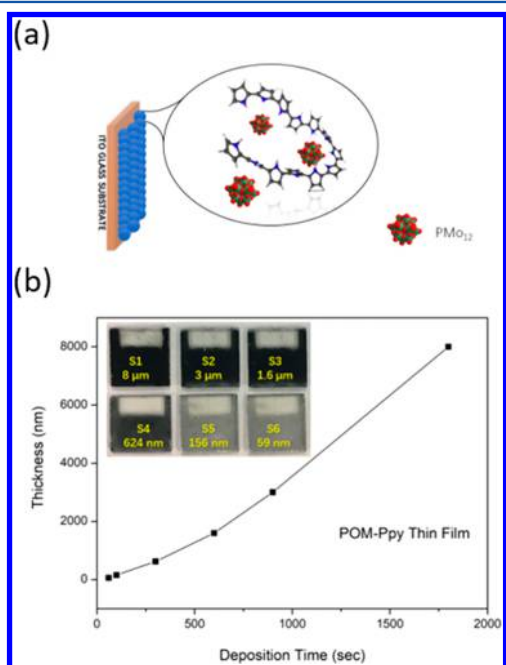 (a)
ITO GLASS SUBSTRATE
PMo12
(b)
8000
6000
4000
2000
0
Thickness (nm)
S1
8 μm
S2
3 μm
S3
1.6 μm
S4
624 nm
S5
156 nm
S6
59 nm
POM-Ppy Thin Film
0
500
1000
1500
2000
Deposition Time (sec)